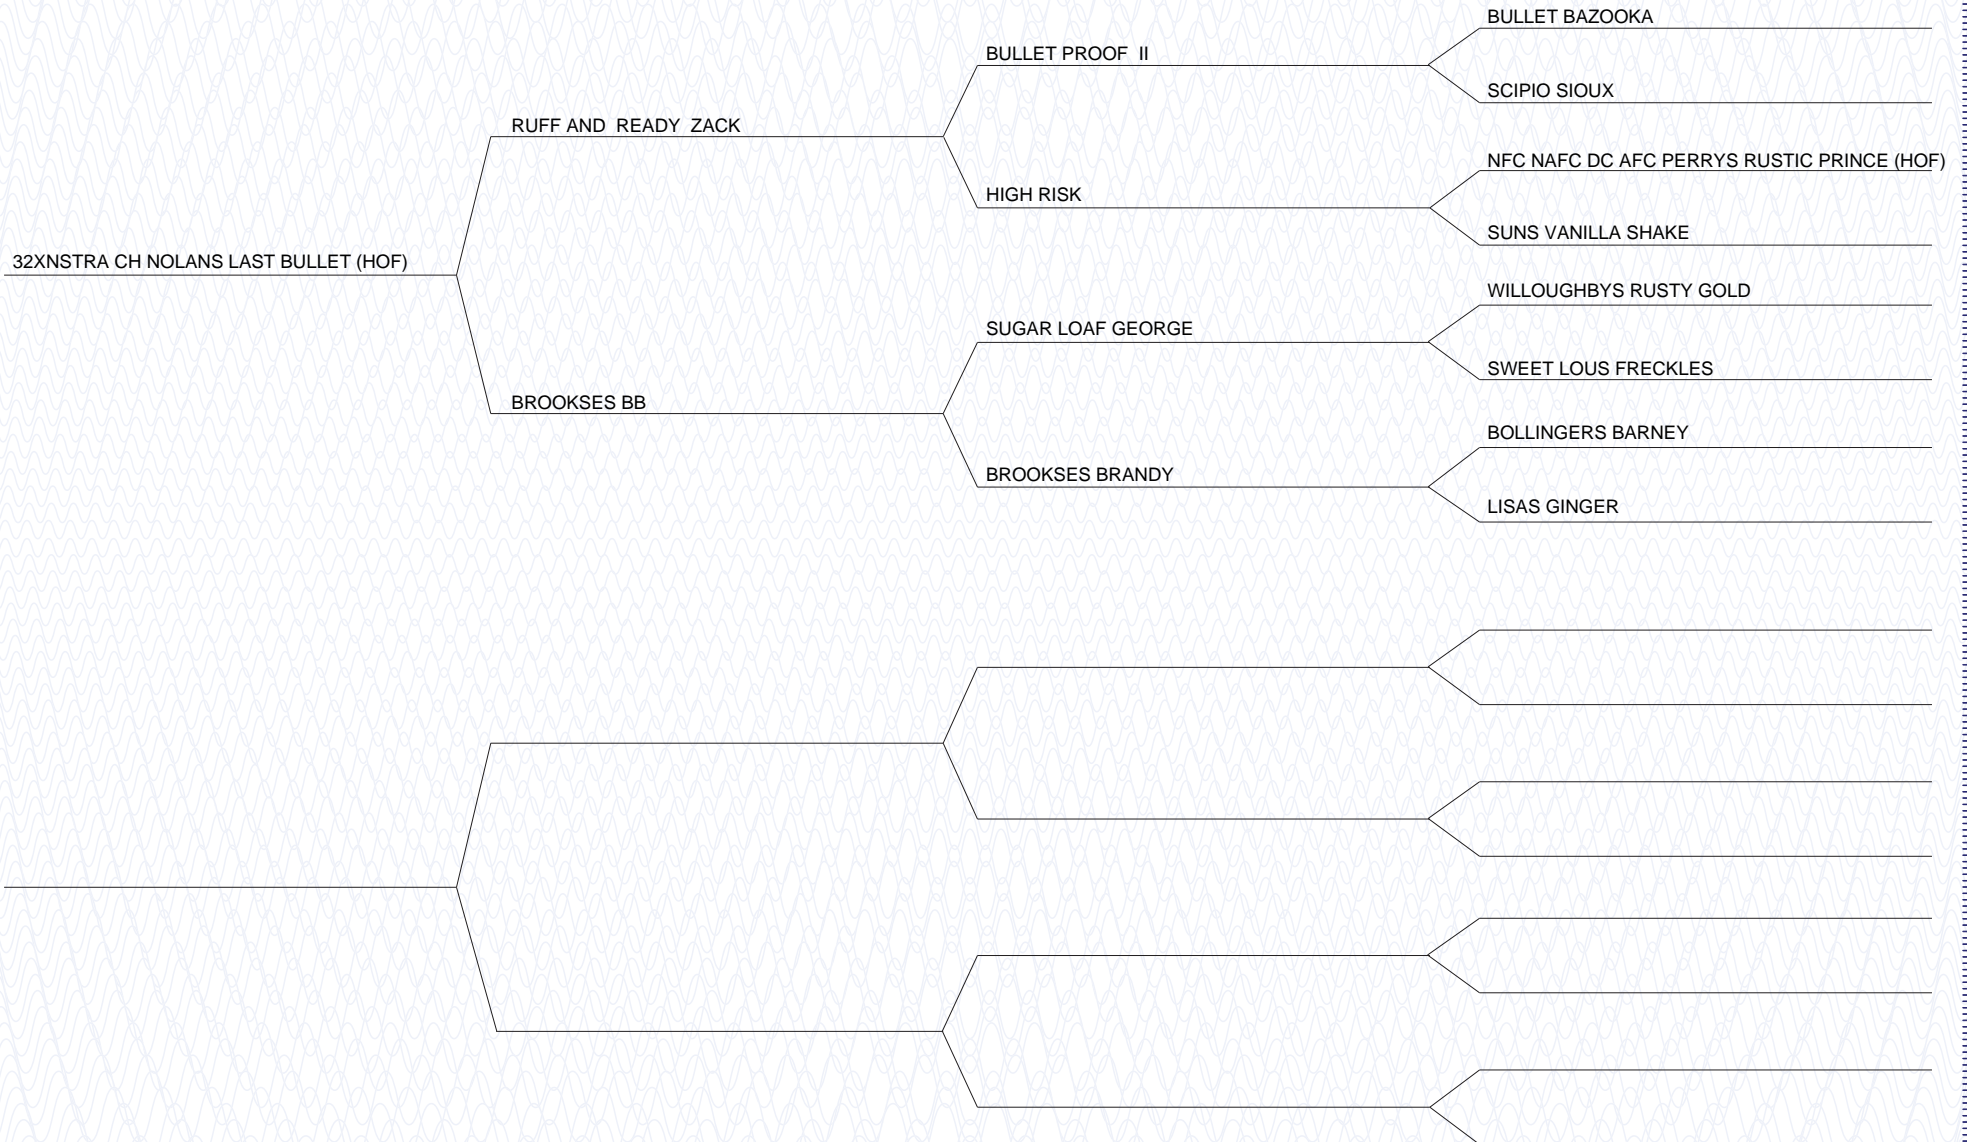 BULLET BAZOOKA
BULLET PROOF II
SCIPIO SIOUX
RUFF AND READY ZACK
NFC NAFC DC AFC PERRYS RUSTIC PRINCE (HOF)
HIGH RISK
SUNS VANILLA SHAKE
32XNSTRA CH NOLANS LAST BULLET (HOF)
WILLOUGHBYS RUSTY GOLD
SUGAR LOAF GEORGE
SWEET LOUS FRECKLES
BROOKSES BB
BOLLINGERS BARNEY
BROOKSES BRANDY
LISAS GINGER